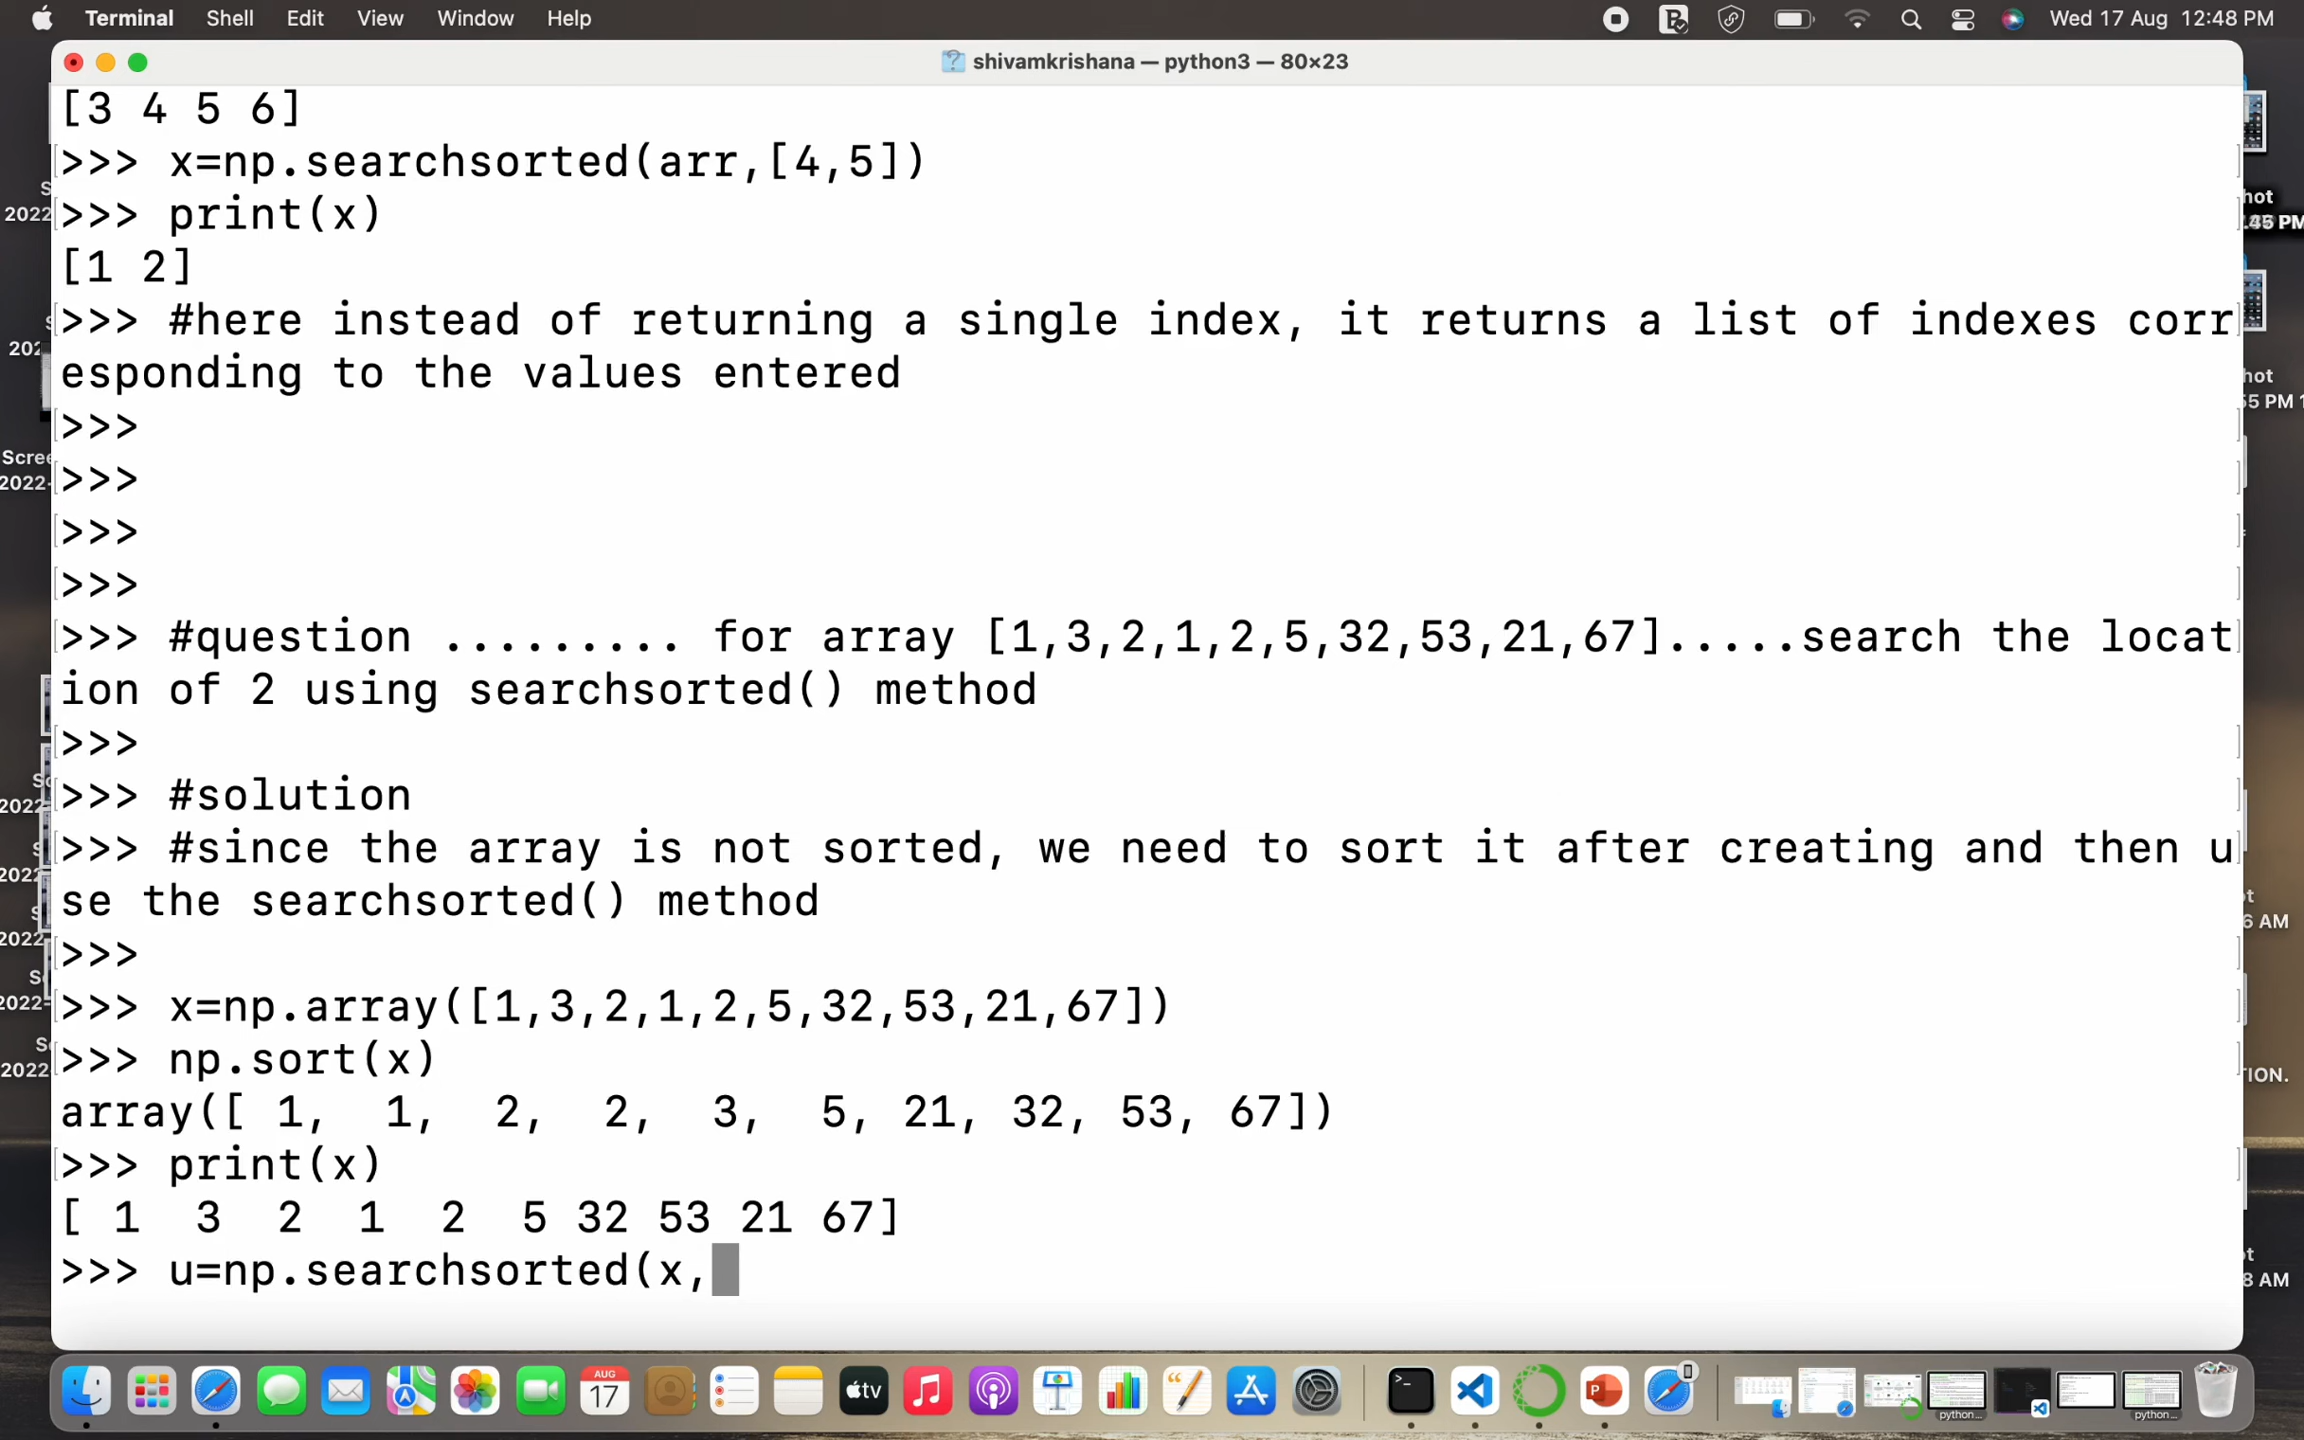 Terminal Shell Edit View Window Help Wed 17 Aug 12:48 PM
shivamkrishana — python3 — 80×23
[3 4 5 6]
>>> x=np.searchsorted(arr,[4,5])
>>> print(x)
[1 2]
>>> #here instead of returning a single index, it returns a list of indexes corr
esponding to the values entered
>>>
>>>
>>>
>>>
>>> #question ......... for array [1,3,2,1,2,5,32,53,21,67].....search the locat
ion of 2 using searchsorted() method
>>>
>>> #solution
>>> #since the array is not sorted, we need to sort it after creating and then u
se the searchsorted() method
>>>
>>> x=np.array([1,3,2,1,2,5,32,53,21,67])
>>> np.sort(x)
array([ 1,  1,  2,  2,  3,  5, 21, 32, 53, 67])
>>> print(x)
[ 1  3  2  1  2  5 32 53 21 67]
>>> u=np.searchsorted(x,
AUG
17
tv
python...
python...